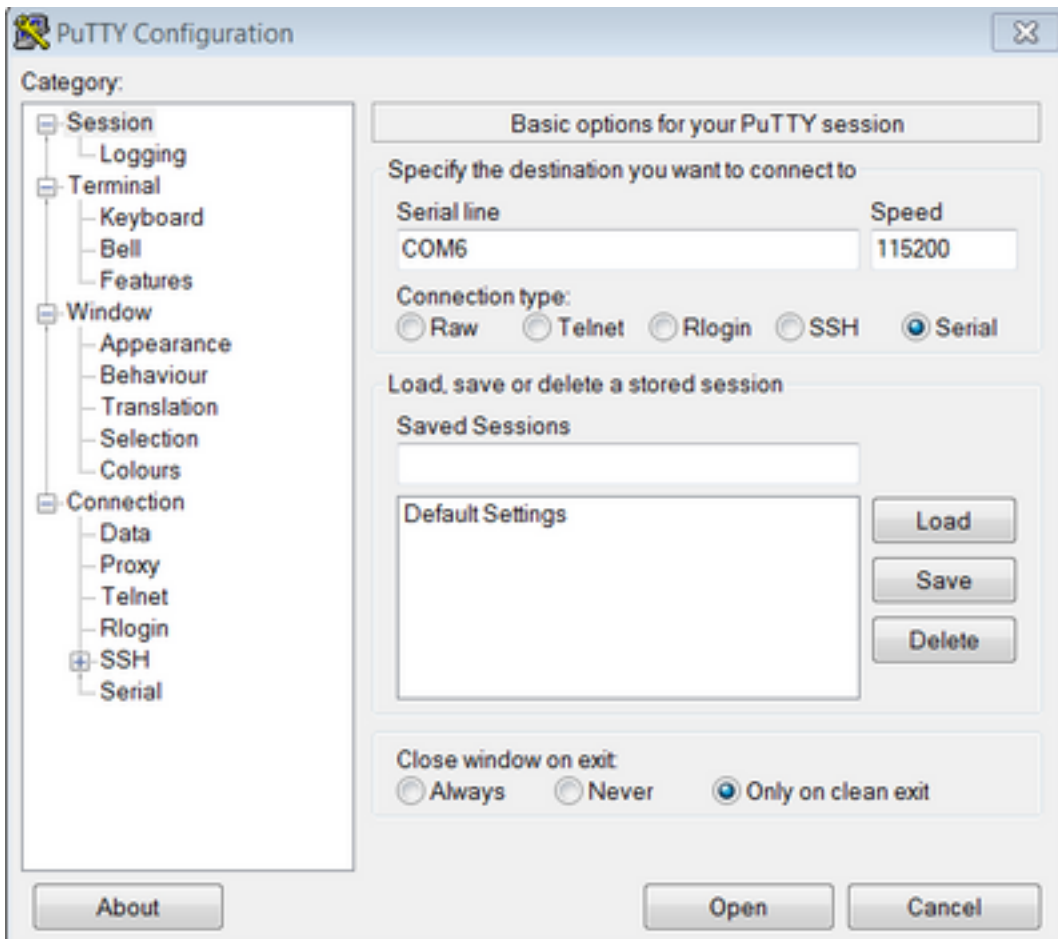 PuTTY Configuration
Category:
Session
Logging
Terminal
Keyboard
Bell
Features
Window
Appearance
Behaviour
Translation
Selection
Colours
Connection
Data
Proxy
Telnet
Rlogin
SSH
Serial
Basic options for your PuTTY session
Specify the destination you want to connect to
Serial line Speed
COM6 115200
Connection type:
Raw Telnet Rlogin SSH Serial
Load, save or delete a stored session
Saved Sessions
Default Settings
Load
Save
Delete
Close window on exit:
Always Never Only on clean exit
About Open Cancel